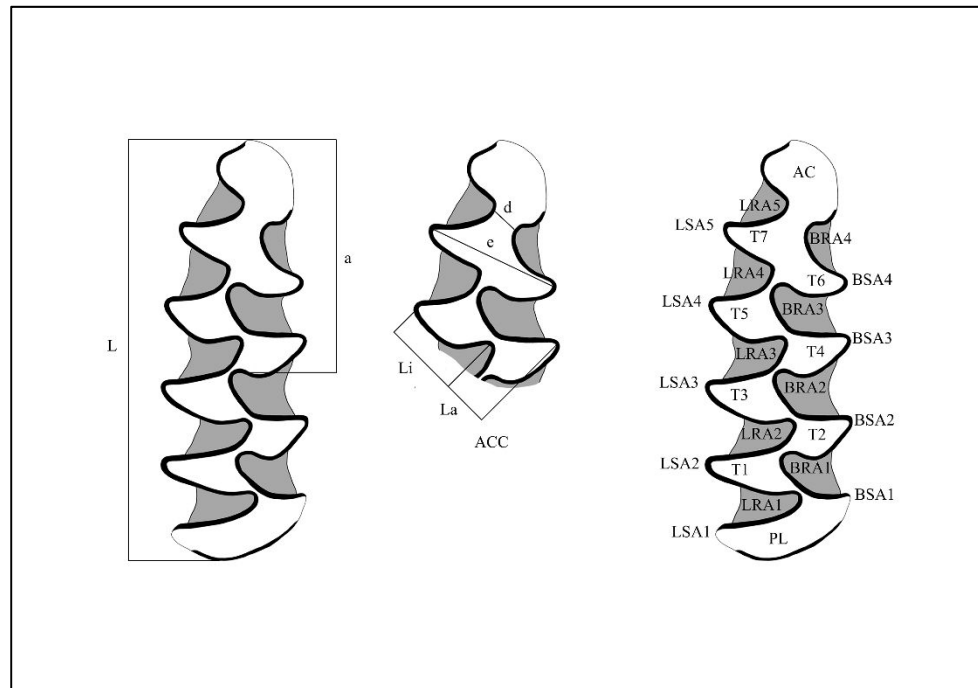 L
a
d
e
Li
La
ACC
AC
LRA5
LSA5
T7
BRA4
LRA4
T6
BSA4
LSA4
T5
BRA3
BSA3
LRA3
T4
LSA3
T3
BRA2
BSA2
LRA2
T2
LSA2
T1
BRA1
BSA1
LRA1
LSA1
PL